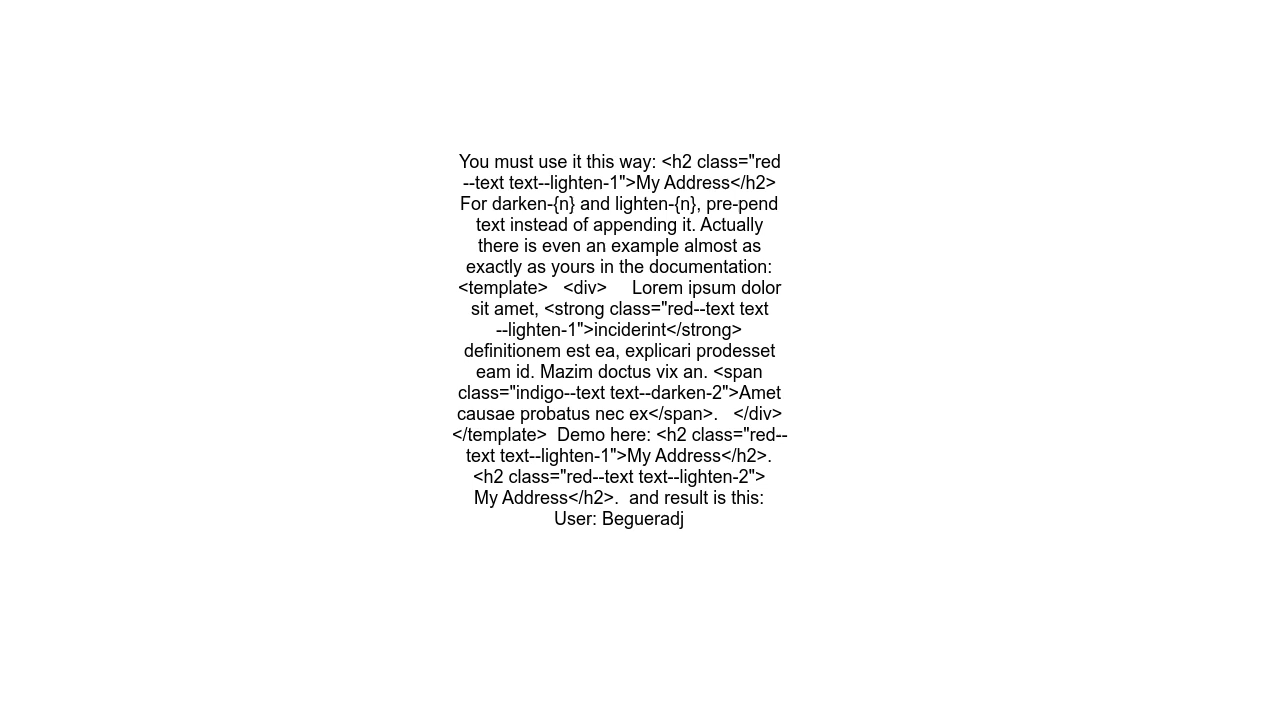 You must use it this way: <h2 class="red
--text text--lighten-1">My Address</h2>
For darken-{n} and lighten-{n}, pre-pend
text instead of appending it. Actually
there is even an example almost as
exactly as yours in the documentation:
<template>   <div>     Lorem ipsum dolor
sit amet, <strong class="red--text text
--lighten-1">inciderint</strong>
definitionem est ea, explicari prodesset
eam id. Mazim doctus vix an. <span
class="indigo--text text--darken-2">Amet
causae probatus nec ex</span>.   </div>
</template>  Demo here: <h2 class="red--
text text--lighten-1">My Address</h2>.
<h2 class="red--text text--lighten-2">
My Address</h2>.  and result is this:
User: Begueradj